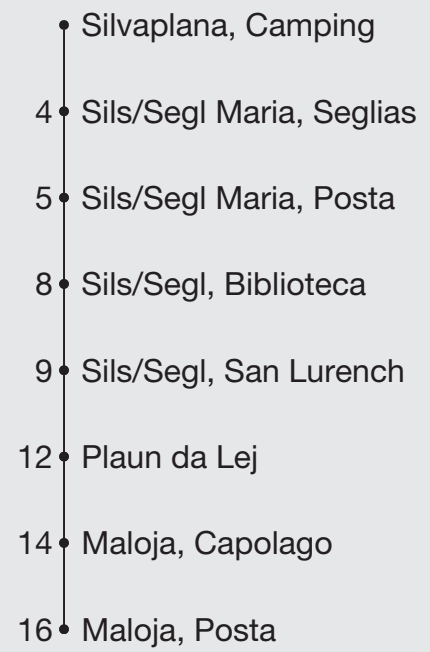 Silvaplana, Camping
4 Sils/Segl Maria, Seglias
5 Sils/Segl Maria, Posta
8 Sils/Segl, Biblioteca
9 Sils/Segl, San Lurench
12 Plaun da Lej
14 Maloja, Capolago
16 Maloja, Posta